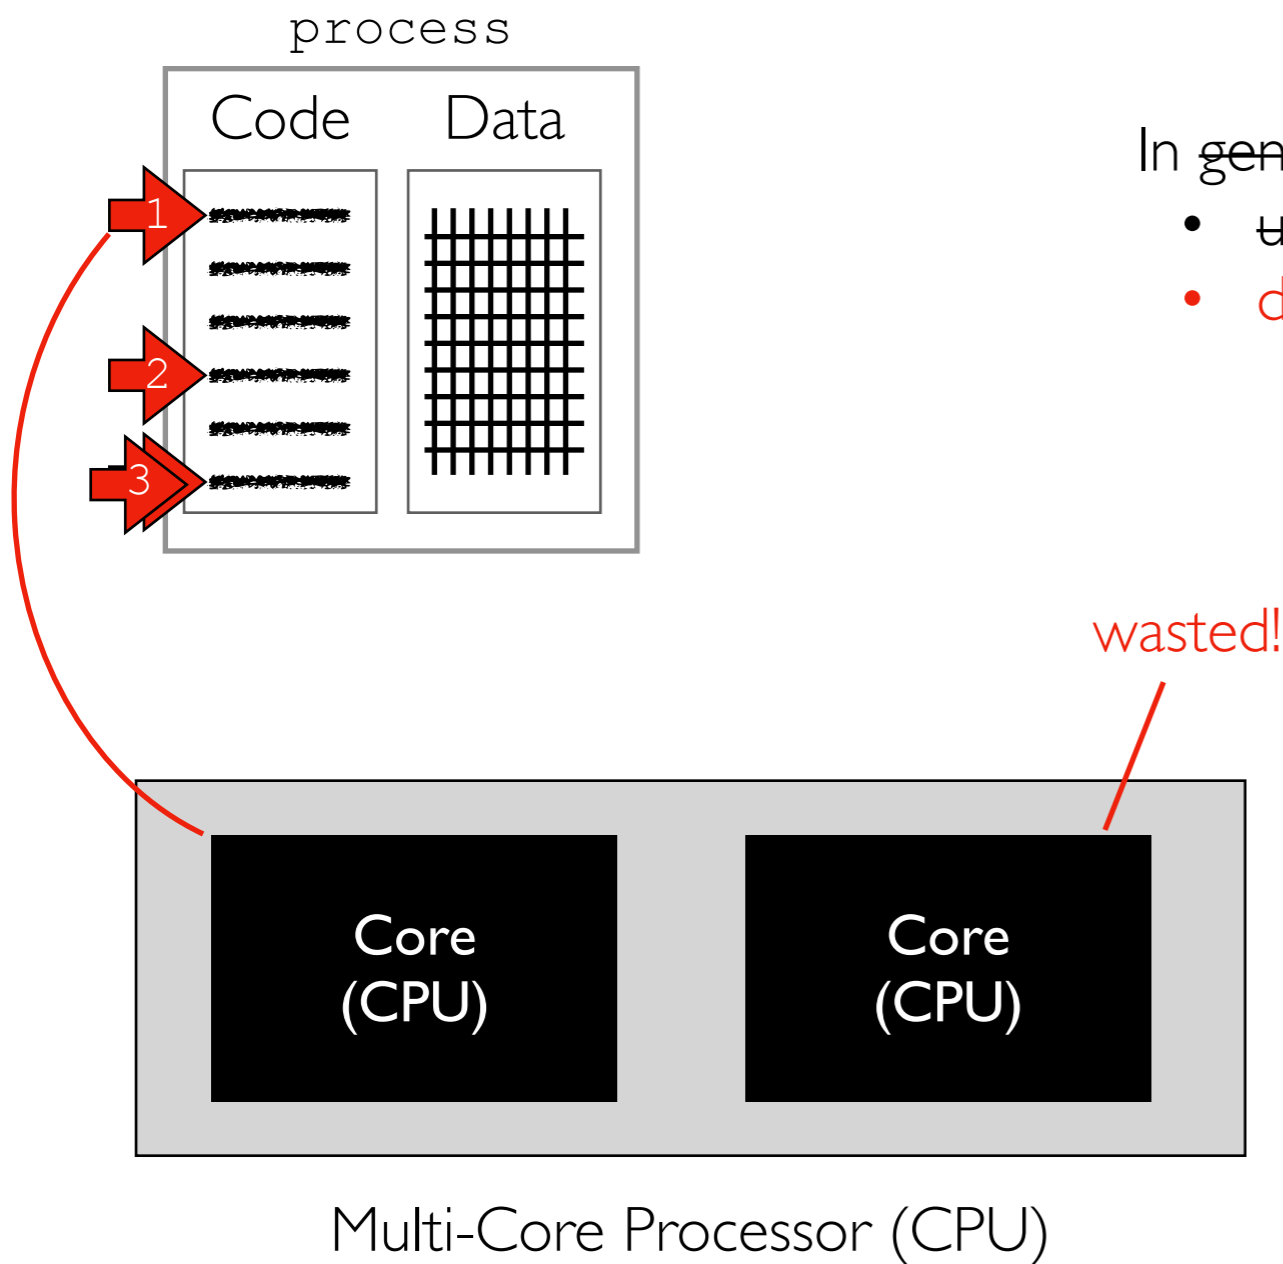 process
Code Data
1
2
3
In
wasted!
Core
(CPU)
Core
(CPU)
Multi-Core Processor (CPU)